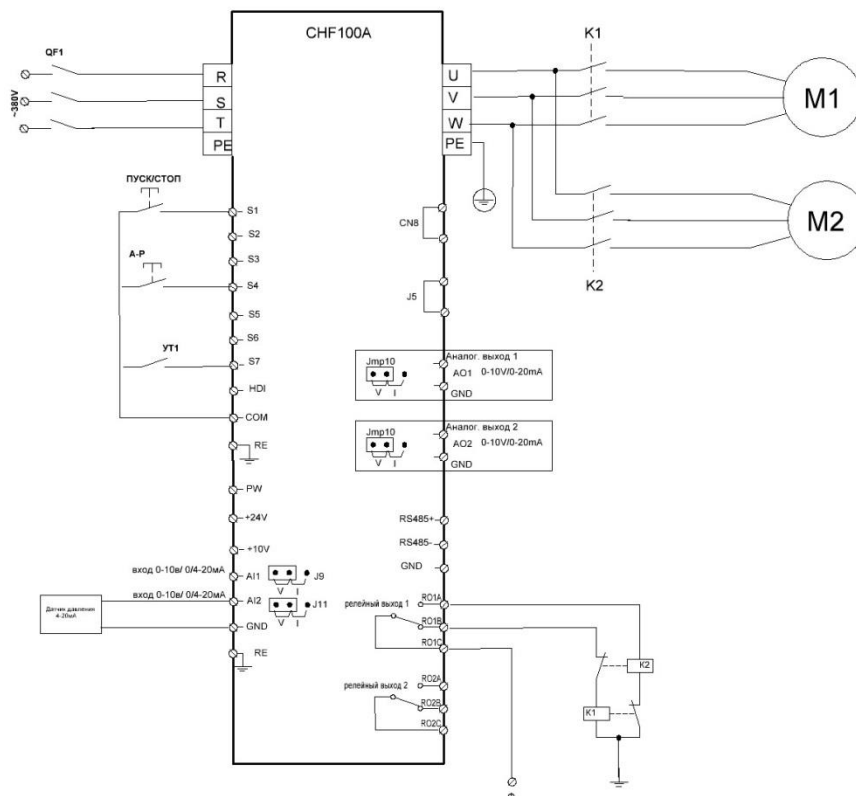 CHF100A
QF1
~380V
R
S
T
PE
U
V
W
PE
K1
M1
K2
M2
ПУСК/СТОП
S1
S2
S3
А-Р
S4
S5
S6
УТ1
S7
HDI
COM
RE
PW
+24V
+10V
вход 0-10в/ 0/4-20мА
AI1
J9
V I
вход 0-10в/ 0/4-20мА
AI2
J11
V I
Датчик давления
4-20мА
GND
RE
CN8
J5
Jmp10
V I
Аналог. выход 1
AO1 0-10V/0-20mA
GND
Jmp10
V I
Аналог. выход 2
AO2 0-10V/0-20mA
GND
RS485+
RS485-
GND
релейный выход 1
RO1A
RO1B
RO1C
релейный выход 2
RO2A
RO2B
RO2C
K2
K1